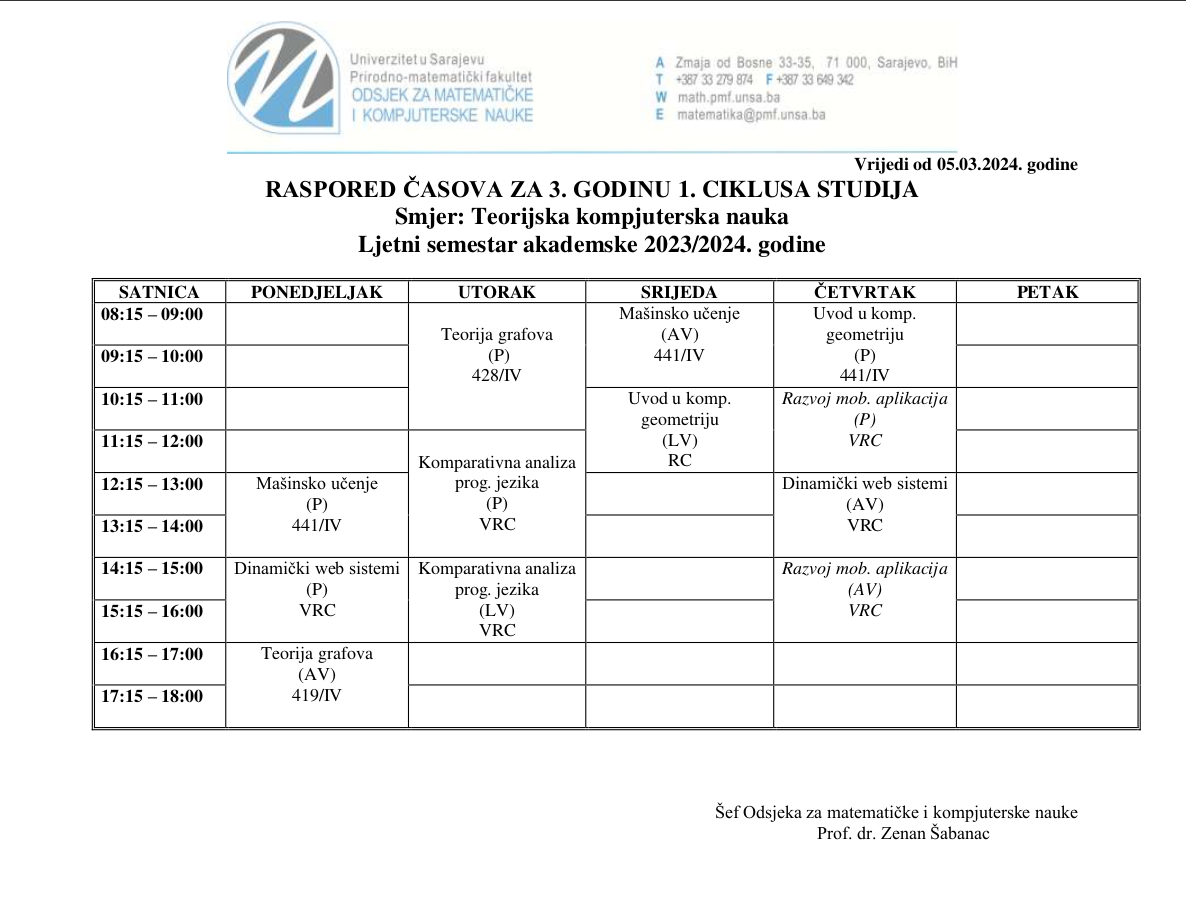 Univerzitet u Sarajevu
Prirodno-matematički fakultet
ODSJEK ZA MATEMATIČKE
I KOMPJUTERSKE NAUKE
A Zmaja od Bosne 33-35, 71 000, Sarajevo, BiH
T +387 33 279 874 F +387 33 649 342
W math.pmf.unsa.ba
E matematika@pmf.unsa.ba
Vrijedi od 05.03.2024. godine
RASPORED ČASOVA ZA 3. GODINU 1. CIKLUSA STUDIJA
Smjer: Teorijska kompjuterska nauka
Ljetni semestar akademske 2023/2024. godine
SATNICA PONEDJELJAK UTORAK SRIJEDA ČETVRTAK PETAK
08:15 – 09:00
09:15 – 10:00
10:15 – 11:00
11:15 – 12:00
12:15 – 13:00
13:15 – 14:00
14:15 – 15:00
15:15 – 16:00
16:15 – 17:00
17:15 – 18:00
Mašinsko učenje
(P)
441/IV
Dinamički web sistemi
(P)
VRC
Teorija grafova
(AV)
419/IV
Teorija grafova
(P)
428/IV
Komparativna analiza
prog. jezika
(P)
VRC
Komparativna analiza
prog. jezika
(LV)
VRC
Mašinsko učenje
(AV)
441/IV
Uvod u komp.
geometriju
(LV)
RC
Uvod u komp.
geometriju
(P)
441/IV
Razvoj mob. aplikacija
(P)
VRC
Dinamički web sistemi
(AV)
VRC
Razvoj mob. aplikacija
(AV)
VRC
Šef Odsjeka za matematičke i kompjuterske nauke
Prof. dr. Zenan Šabanac